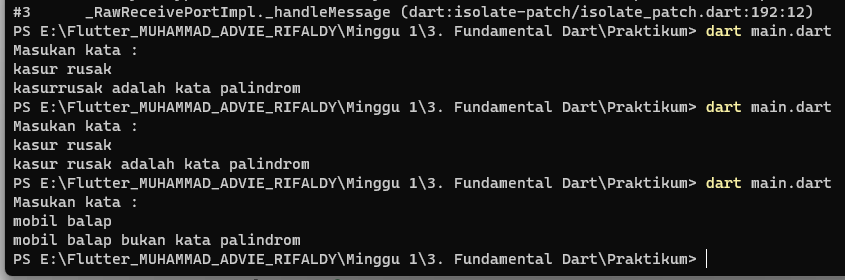 #3      _RawReceivePortImpl._handleMessage (dart:isolate-patch/isolate_patch.dart:192:12)
PS E:\Flutter_MUHAMMAD_ADVIE_RIFALDY\Minggu 1\3. Fundamental Dart\Praktikum> dart main.dart
Masukan kata :
kasur rusak
kasurrusak adalah kata palindrom
PS E:\Flutter_MUHAMMAD_ADVIE_RIFALDY\Minggu 1\3. Fundamental Dart\Praktikum> dart main.dart
Masukan kata :
kasur rusak
kasur rusak adalah kata palindrom
PS E:\Flutter_MUHAMMAD_ADVIE_RIFALDY\Minggu 1\3. Fundamental Dart\Praktikum> dart main.dart
Masukan kata :
mobil balap
mobil balap bukan kata palindrom
PS E:\Flutter_MUHAMMAD_ADVIE_RIFALDY\Minggu 1\3. Fundamental Dart\Praktikum>